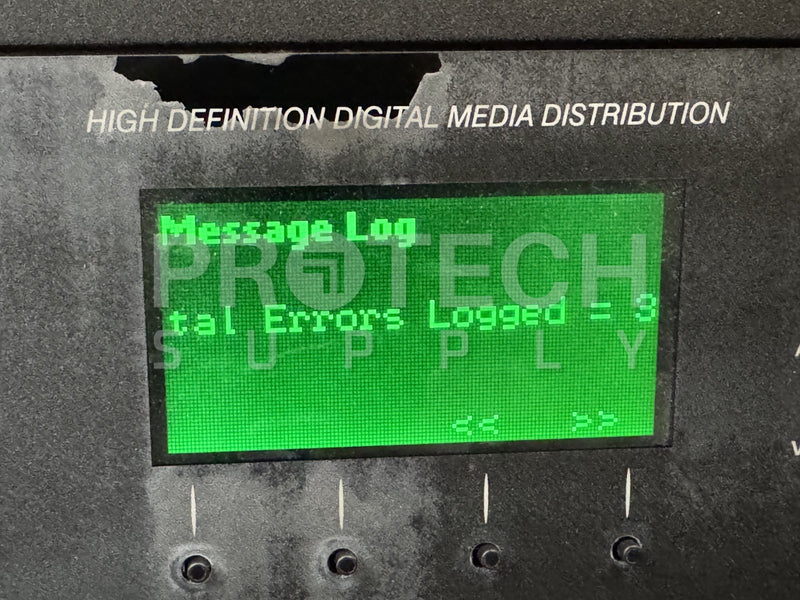 HIGH DEFINITION DIGITAL MEDIA DISTRIBUTION
Message Log
PROTECH
tal Errors Logged = 3
SUPPLY
<< >>